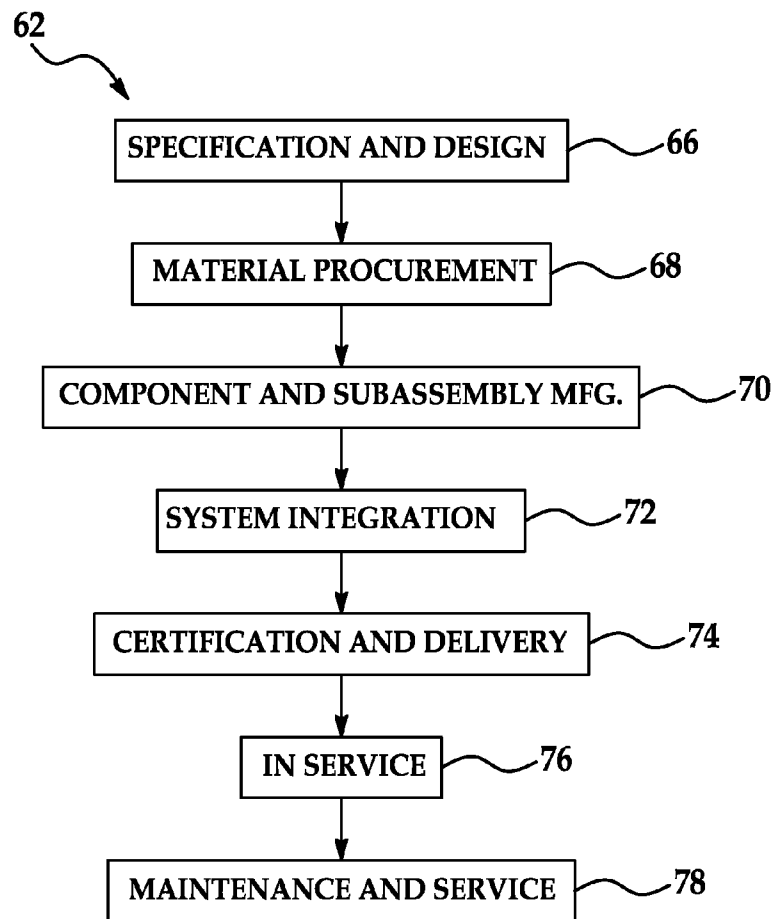 62
SPECIFICATION AND DESIGN 66
MATERIAL PROCUREMENT 68
COMPONENT AND SUBASSEMBLY MFG. 70
SYSTEM INTEGRATION 72
CERTIFICATION AND DELIVERY 74
IN SERVICE 76
MAINTENANCE AND SERVICE 78